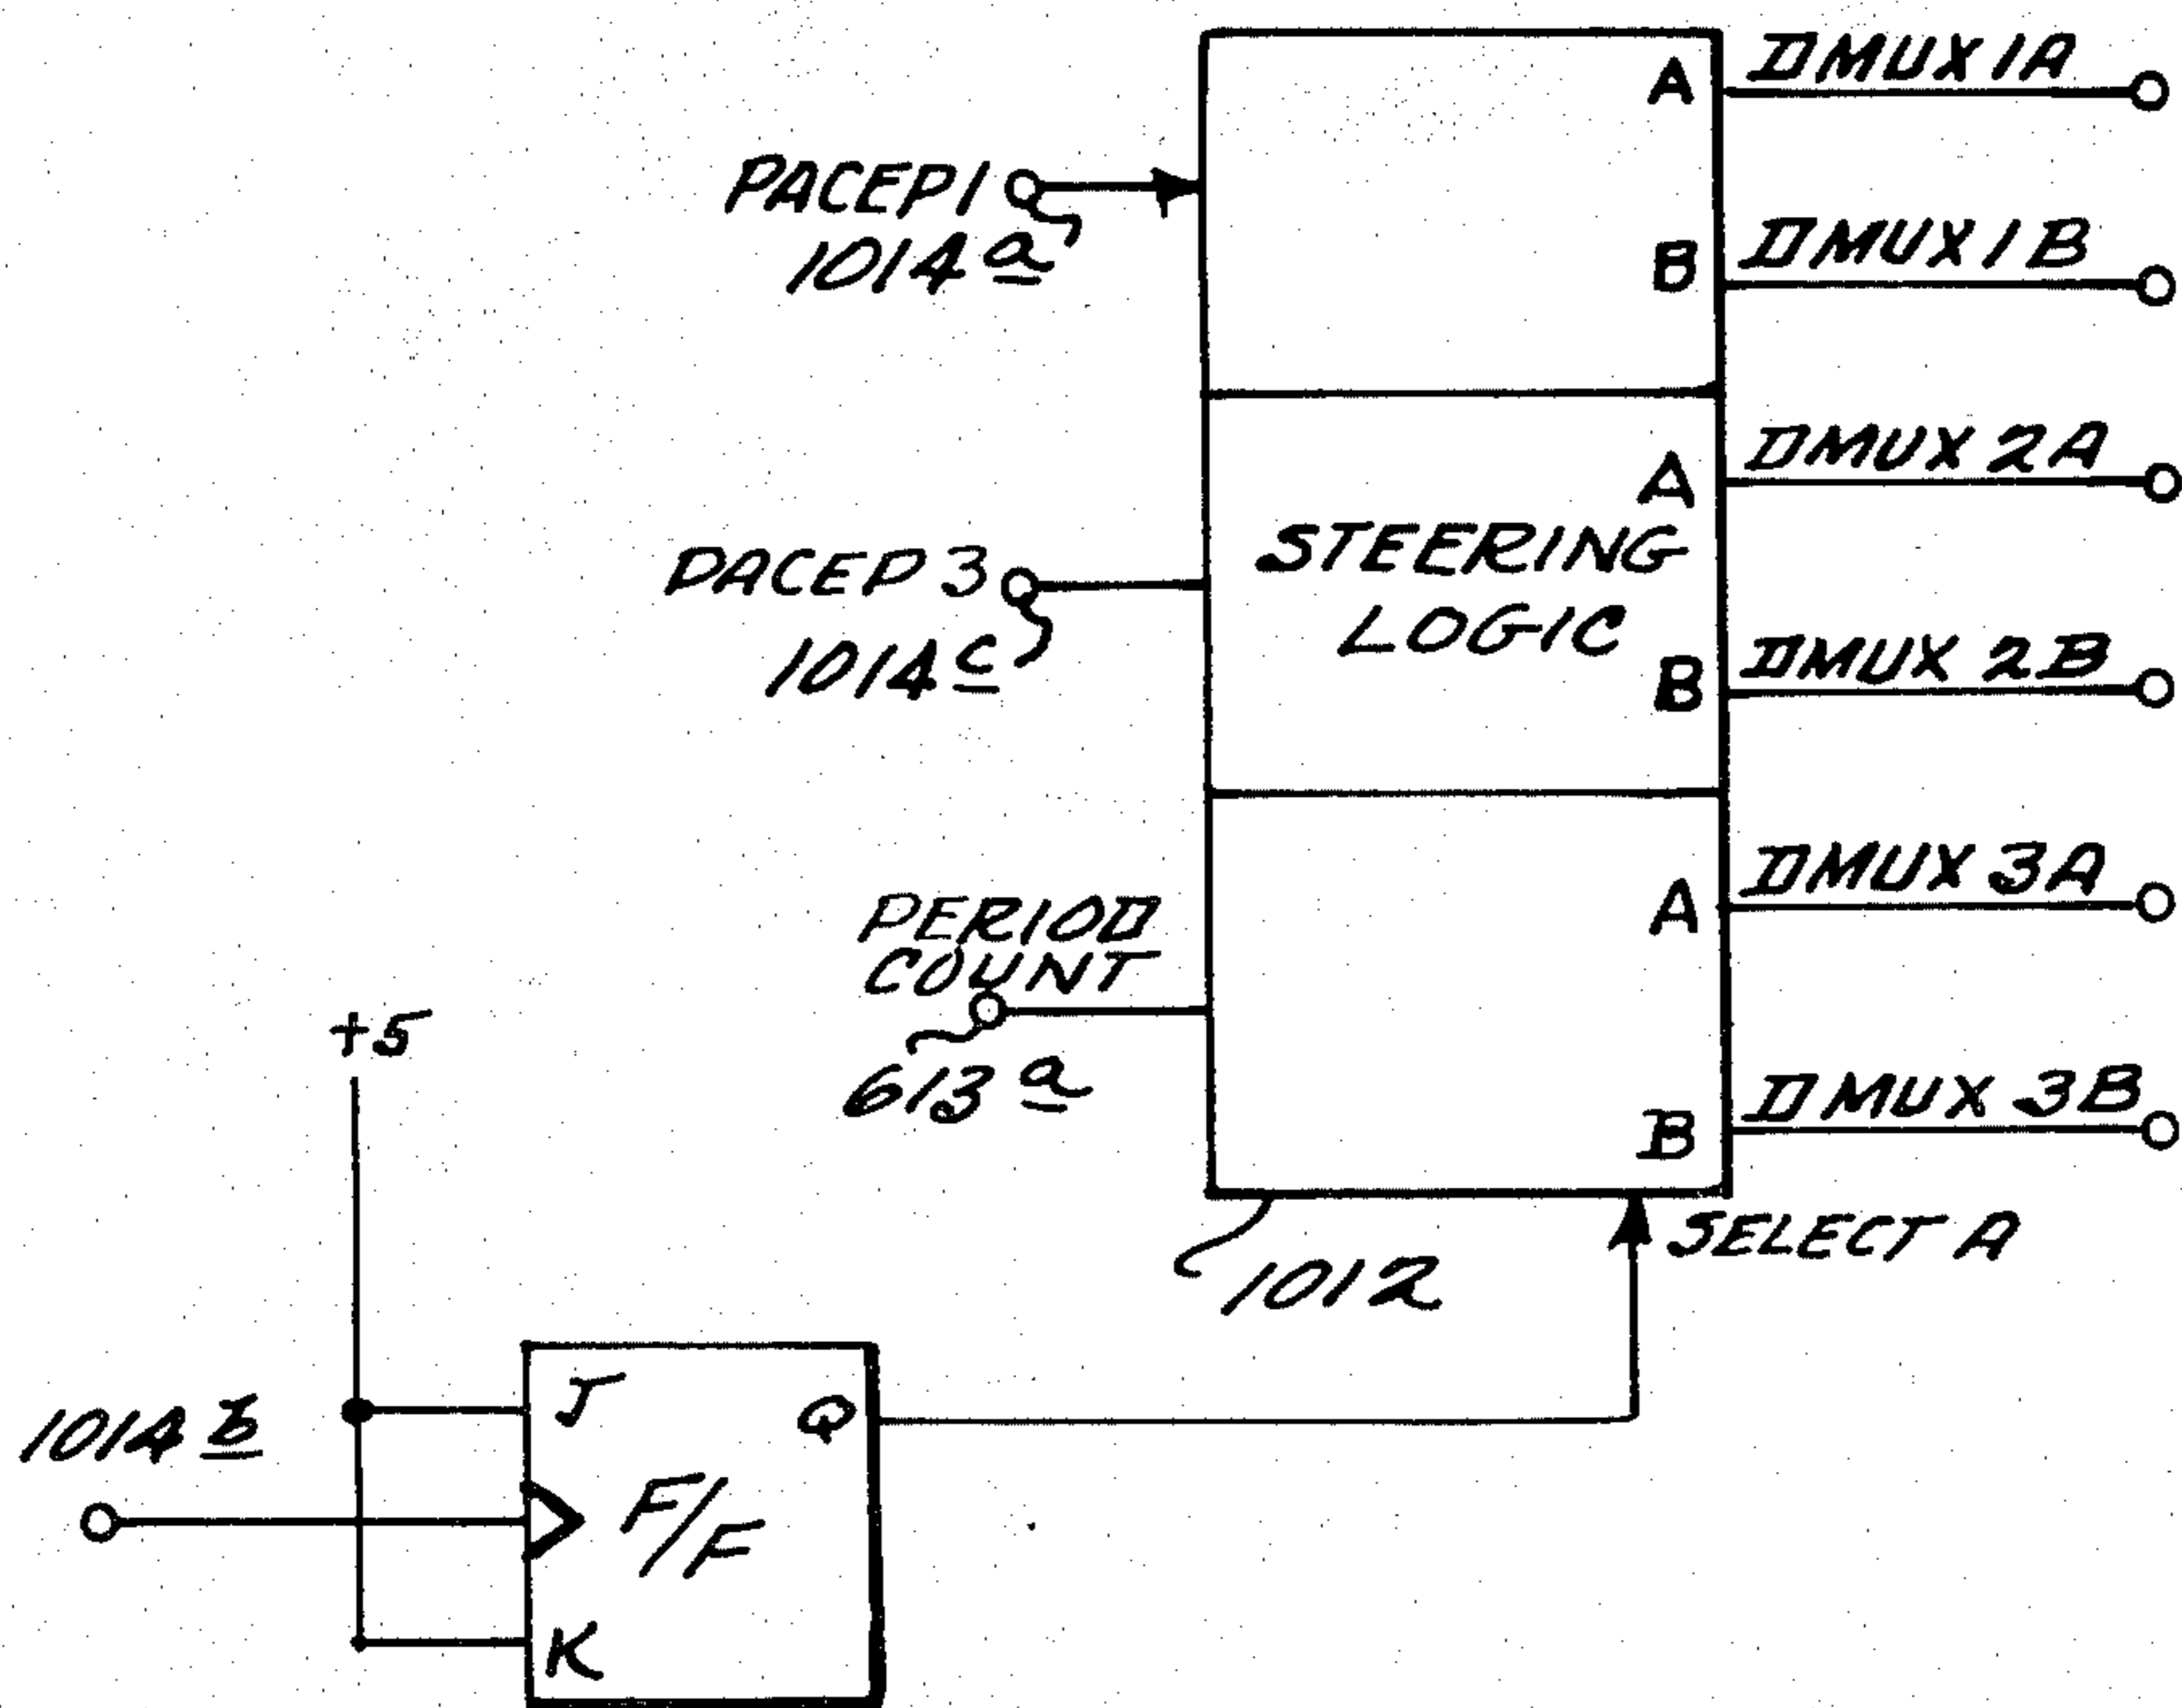 A DMUX 1A
PACEP1
1014a
B DMUX 1B
A DMUX 2A
STEERING
LOGIC
PACEP 3
1014c
B DMUX 2B
A DMUX 3A
PERIOD
COUNT
613a
B DMUX 3B
SELECT A
1012
+5
1014b
J
Q
F/F
K